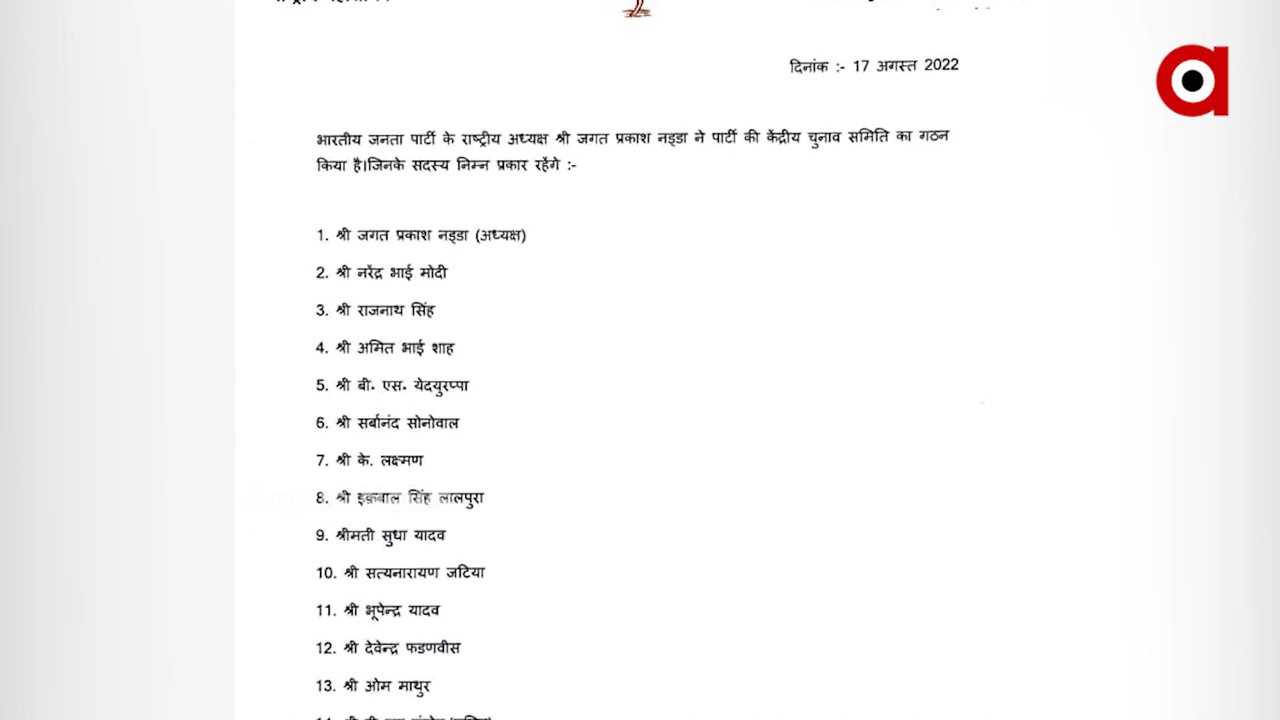 दिनांक :- 17 अगस्त 2022
भारतीय जनता पार्टी के राष्ट्रीय अध्यक्ष श्री जगत प्रकाश नड्डा ने पार्टी की केंद्रीय चुनाव समिति का गठन
किया है।जिनके सदस्य निम्न प्रकार रहेंगे :-
1. श्री जगत प्रकाश नड्डा (अध्यक्ष)
2. श्री नरेंद्र भाई मोदी
3. श्री राजनाथ सिंह
4. श्री अमित भाई शाह
5. श्री बी. एस. येदयुरप्पा
6. श्री सर्बानंद सोनोवाल
7. श्री के. लक्ष्मण
8. श्री इक़बाल सिंह लालपुरा
9. श्रीमती सुधा यादव
10. श्री सत्यनारायण जटिया
11. श्री भूपेन्द्र यादव
12. श्री देवेन्द्र फडणवीस
13. श्री ओम माथुर